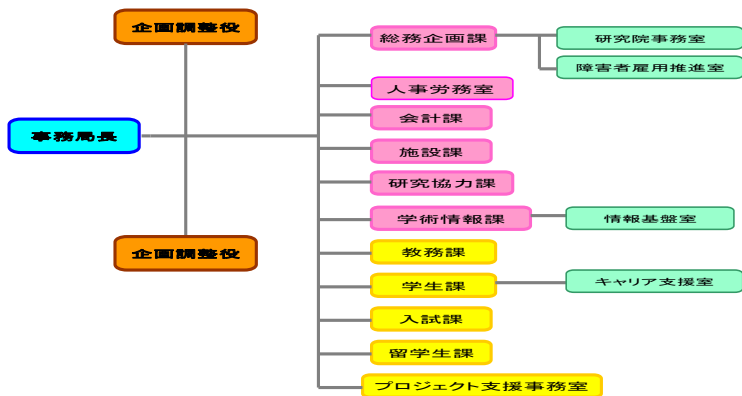 企画調整役
総務企画課
研究院事務室
障害者雇用推進室
人事労務室
会計課
事務局長
施設課
研究協力課
学術情報課
情報基盤室
企画調整役
教務課
学生課
キャリア支援室
入試課
留学生課
プロジェクト支援事務室